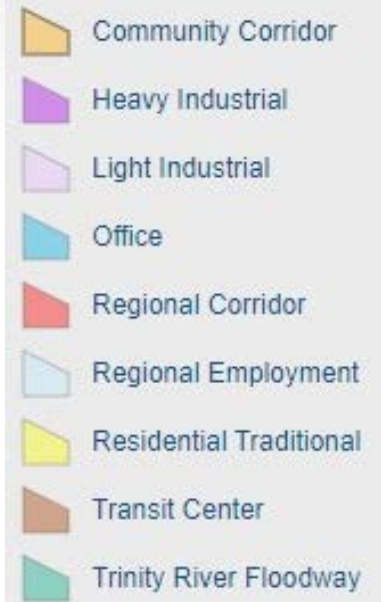 Community Corridor
Heavy Industrial
Light Industrial
Office
Regional Corridor
Regional Employment
Residential Traditional
Transit Center
Trinity River Floodway